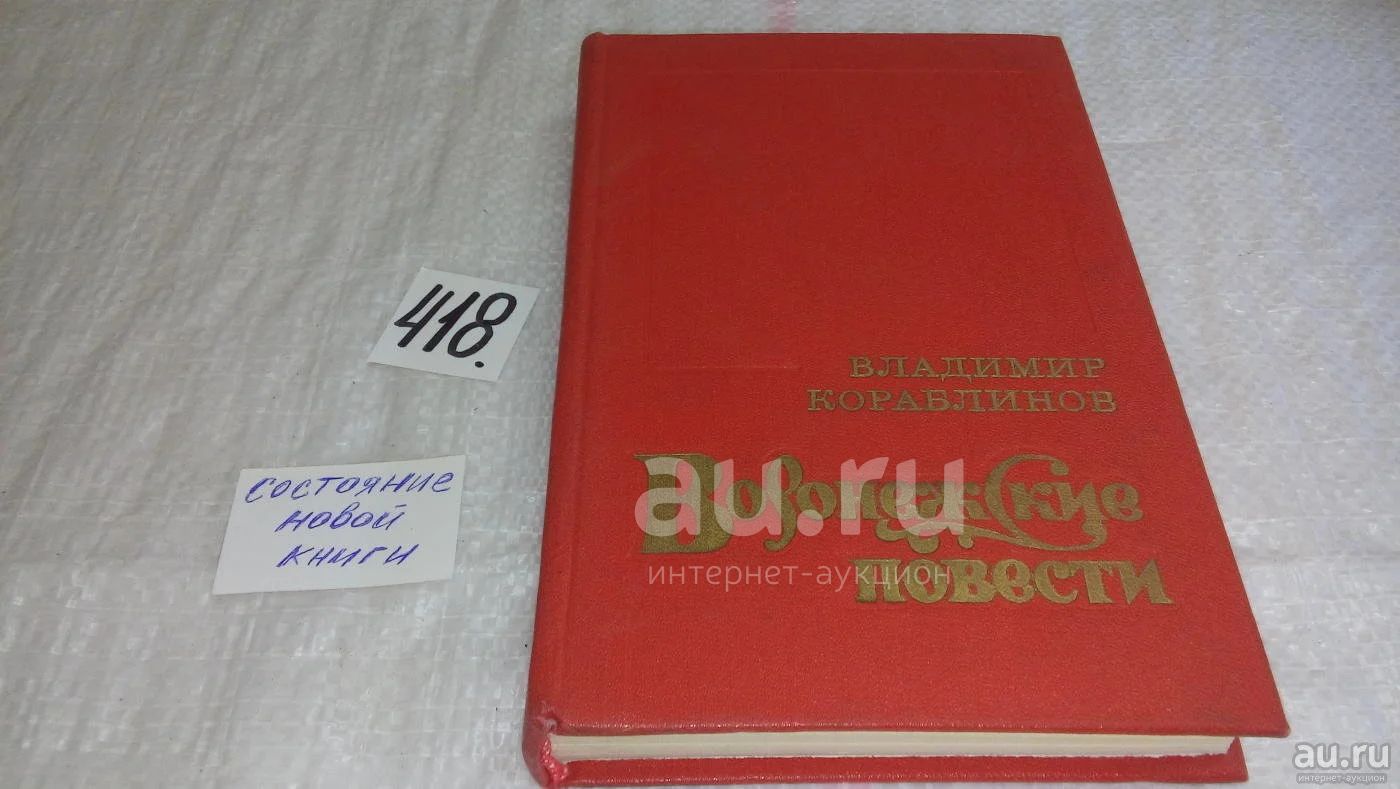 418.
состояние
новой
книги
ВЛАДИМИР
КОРАБЛИНОВ
Воронежские
повести
au.ru
интернет-аукцион
au.ru
интернет-аукцион